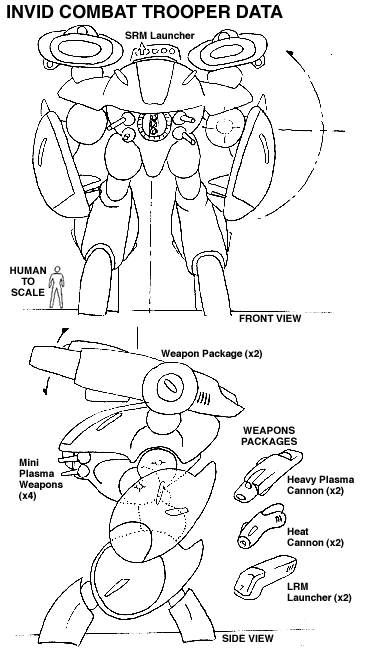 INVID COMBAT TROOPER DATA
SRM Launcher
HUMAN
TO
SCALE
FRONT VIEW
Weapon Package (x2)
Mini
Plasma
Weapons
(x4)
WEAPONS
PACKAGES
Heavy Plasma
Cannon (x2)
Heat
Cannon (x2)
LRM
Launcher (x2)
SIDE VIEW